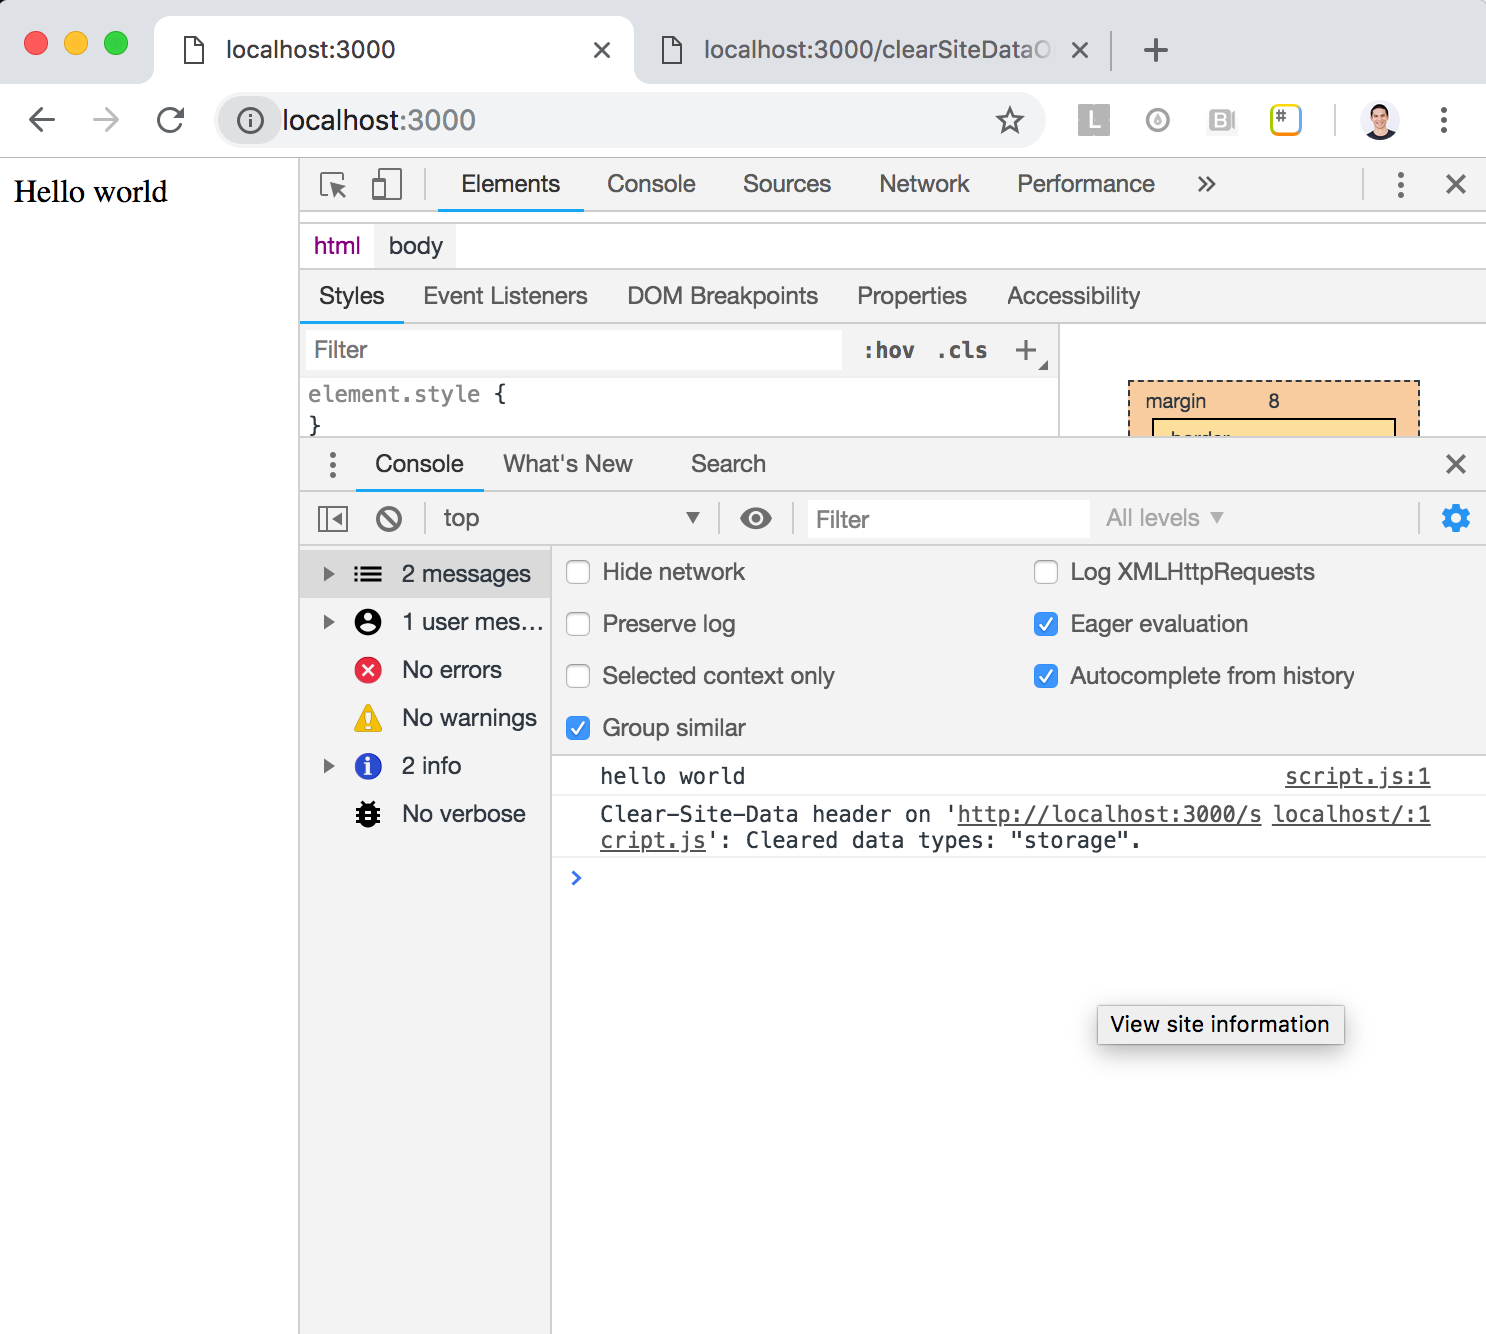 localhost:3000
localhost:3000/clearSiteDataO
localhost:3000
L
B
#
Hello world
Elements Console Sources Network Performance
html body
Styles Event Listeners DOM Breakpoints Properties Accessibility
Filter :hov .cls
element.style {
}
margin 8
border
Console What's New Search
top Filter All levels
2 messages
1 user mes...
No errors
No warnings
2 info
No verbose
Hide network Log XMLHttpRequests
Preserve log Eager evaluation
Selected context only Autocomplete from history
Group similar
hello world script.js:1
Clear-Site-Data header on 'http://localhost:3000/s localhost/:1
cript.js': Cleared data types: "storage".
View site information